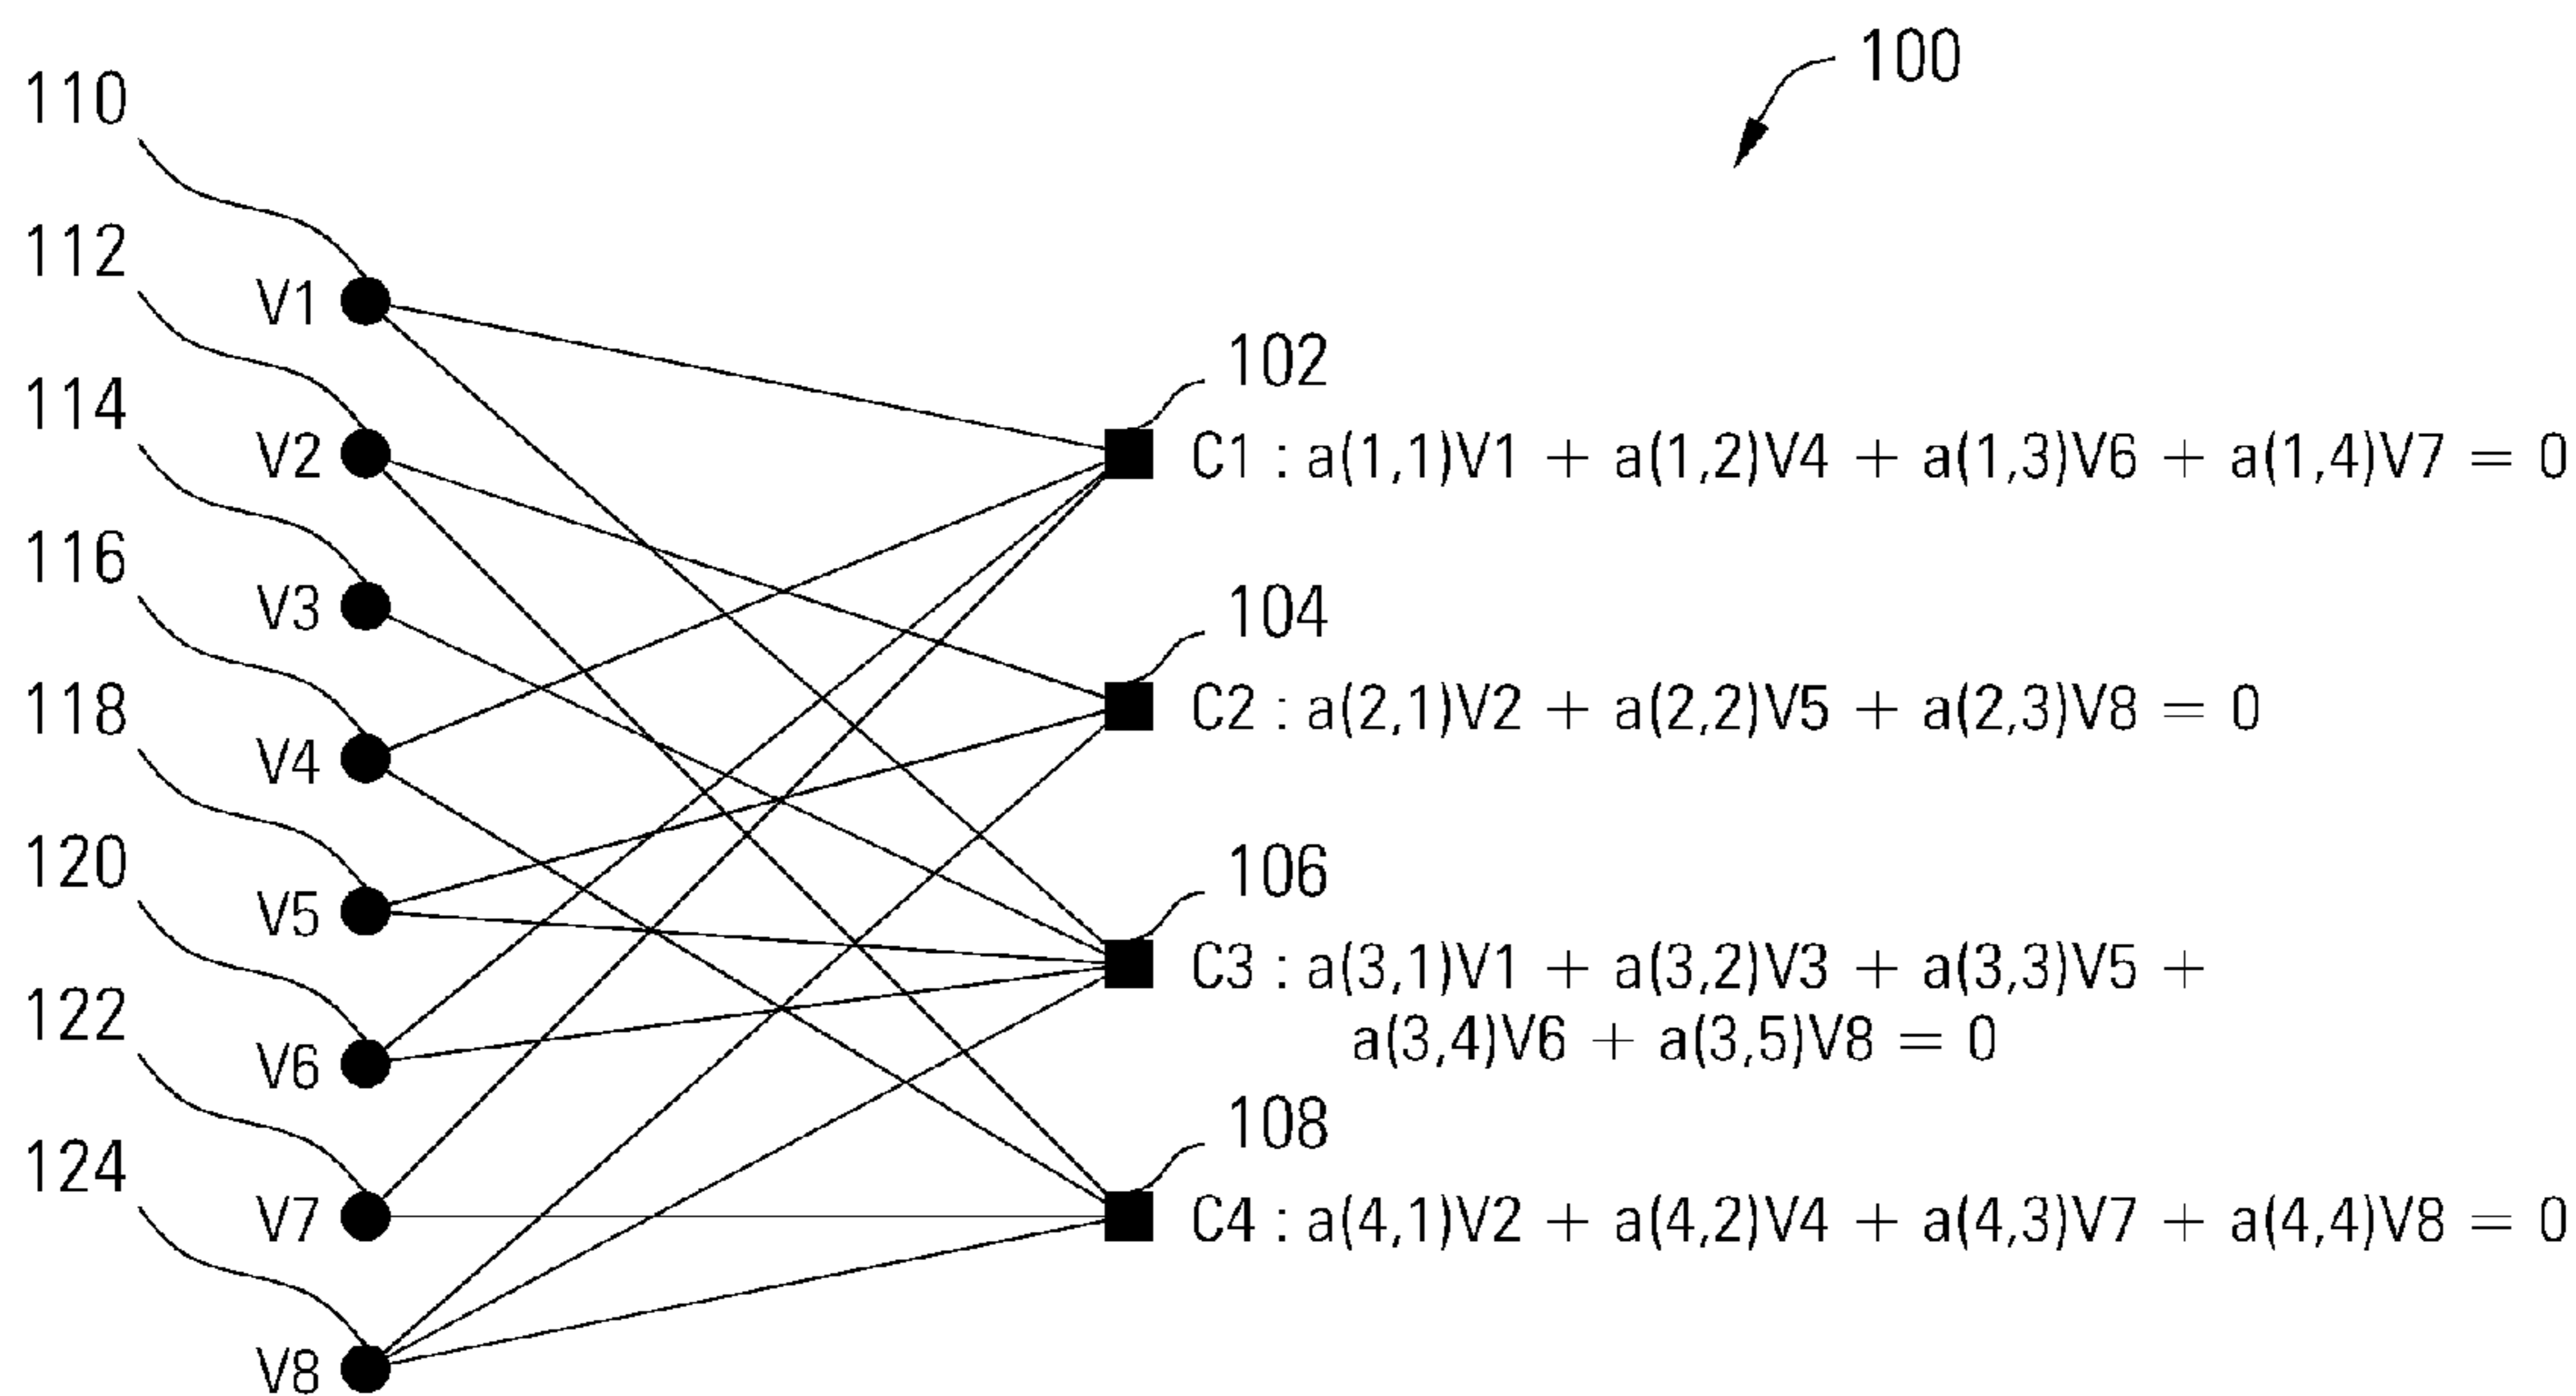 100
110
112
V1
114
102
V2
C1 : a(1,1)V1 + a(1,2)V4 + a(1,3)V6 + a(1,4)V7 = 0
116
V3
104
118
V4
C2 : a(2,1)V2 + a(2,2)V5 + a(2,3)V8 = 0
120
V5
106
122
V6
C3 : a(3,1)V1 + a(3,2)V3 + a(3,3)V5 +
a(3,4)V6 + a(3,5)V8 = 0
124
V7
108
C4 : a(4,1)V2 + a(4,2)V4 + a(4,3)V7 + a(4,4)V8 = 0
V8